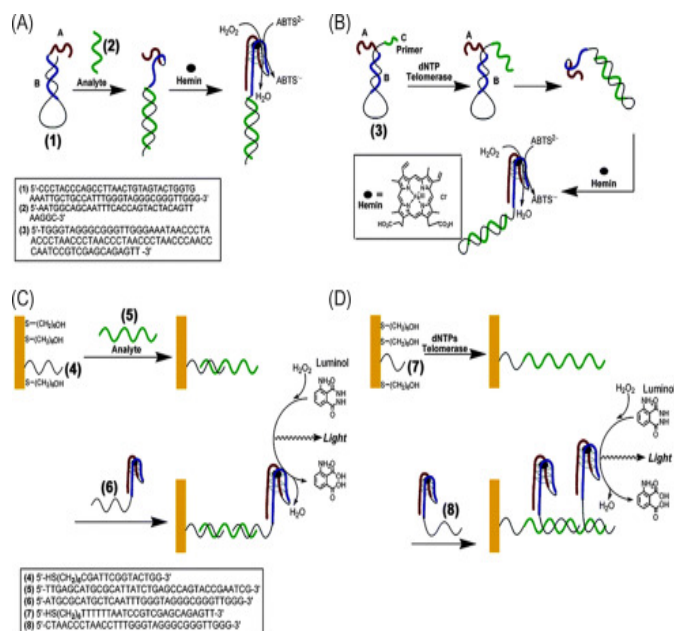 (A)
A
(2)
B
Analyte
Hemin
H₂O₂
ABTS²⁻
ABTS·⁻
H₂O
(1)
(1) 5'-CCCTACCCAGCCTTAACTGTAGTACTGGTG
AAATTGCTGCCATTTGGGTAGGGCGGGTTGGG-3'
(2) 5'-AATGGCAGCAATTTCACCAGTACTACAGTT
AAGGC-3'
(3) 5'-TGGGTAGGGCGGGTTGGGAAATAACCCTA
ACCCTAACCCTAACCCTAACCCTAACCCAACC
CAATCCGTCGAGCAGAGTT -3'
(B)
A
C
Primer
B
dNTP
Telomerase
A
B
(3)
Hemin
H₂O₂
ABTS²⁻
ABTS·⁻
H₂O
=
Hemin
HO₂C
CO₂H
(C)
S-(CH₂)₆OH
S-(CH₂)₆OH
(4)
S-(CH₂)₆OH
(5)
Analyte
H₂O₂
Luminol
Light
H₂O
(6)
(D)
S-(CH₂)₆OH
S-(CH₂)₆OH
(7)
S-(CH₂)₆OH
dNTPs
Telomerase
H₂O₂
Luminol
Light
H₂O
(8)
(4) 5'-HS(CH₂)₆CGATTCGGTACTGG-3'
(5) 5'-TTGAGCATGCGCATTATCTGAGCCAGTACCGAATCG-3'
(6) 5'-ATGCGCATGCTCAATTTGGGTAGGGCGGGTTGGG-3'
(7) 5'-HS(CH₂)₆TTTTTTAATCCGTCGAGCAGAGTT-3'
(8) 5'-CTAACCCTAACCTTTGGGTAGGGCGGGTTGGG-3'